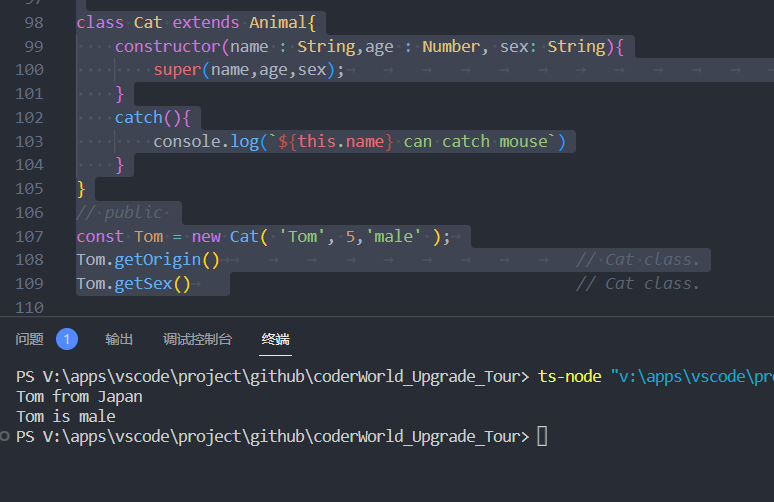 98 class Cat extends Animal{
99 constructor(name : String,age : Number, sex: String){
100 super(name,age,sex);
101 }
102 catch(){
103 console.log(`${this.name} can catch mouse`)
104 }
105 }
106 // public
107 const Tom = new Cat( 'Tom', 5,'male' );
108 Tom.getOrigin() // Cat class.
109 Tom.getSex() // Cat class.
110
问题 1 输出 调试控制台 终端
PS V:\apps\vscode\project\github\coderWorld_Upgrade_Tour> ts-node "v:\apps\vscode\pro
Tom from Japan
Tom is male
PS V:\apps\vscode\project\github\coderWorld_Upgrade_Tour>